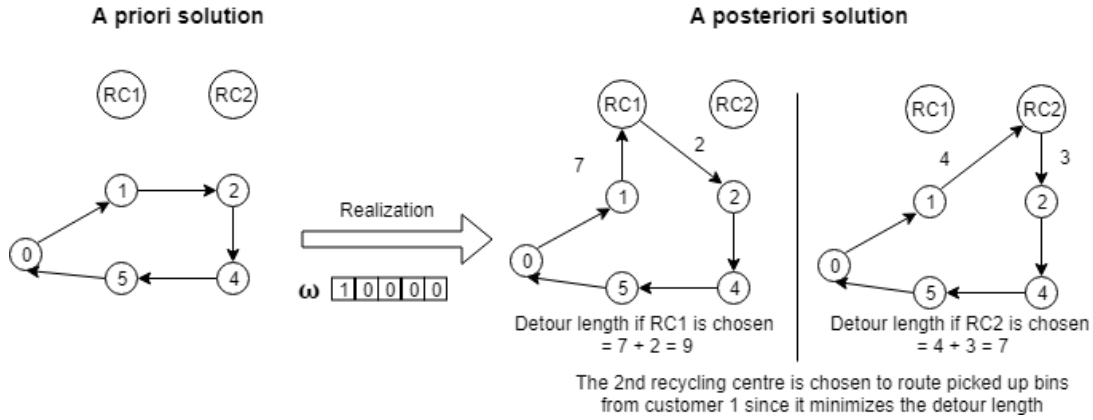 A priori solution
A posteriori solution
RC1
RC2
1
2
0
5
4
Realization
ω 1 0 0 0 0
RC1
RC2
7
2
1
2
0
5
4
Detour length if RC1 is chosen
= 7 + 2 = 9
RC1
RC2
4
3
1
2
0
5
4
Detour length if RC2 is chosen
= 4 + 3 = 7
The 2nd recycling centre is chosen to route picked up bins
from customer 1 since it minimizes the detour length